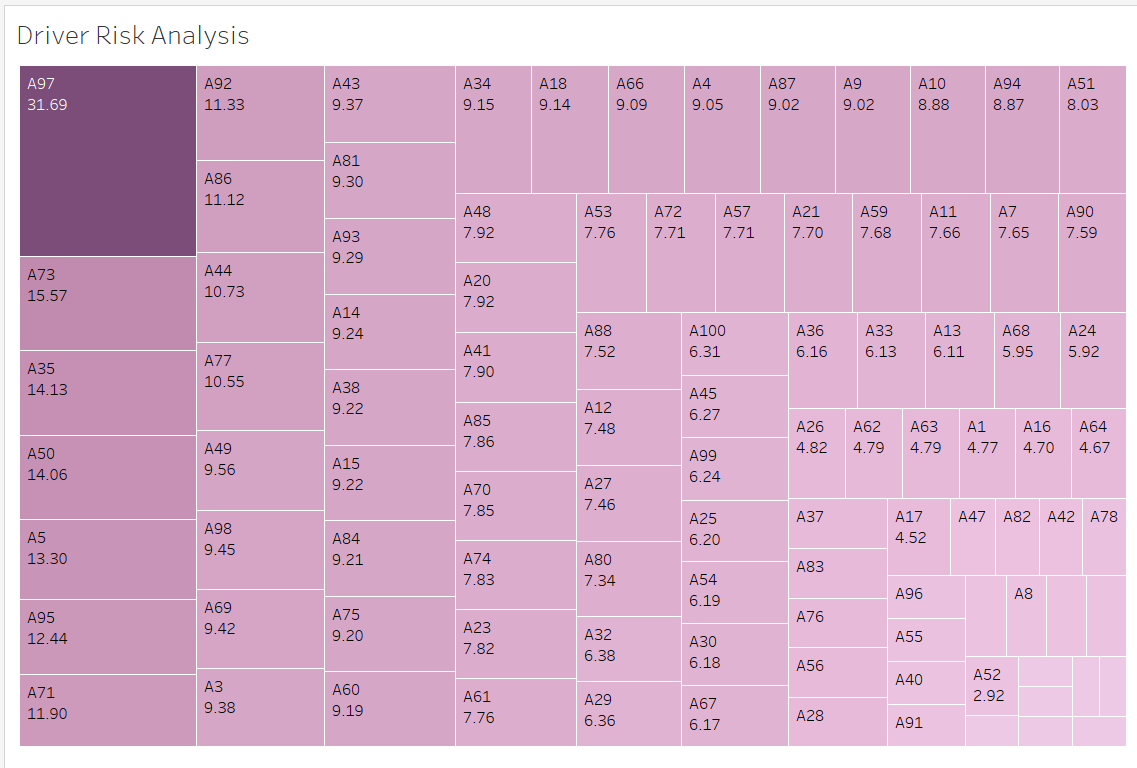 Driver Risk Analysis
A97
31.69
A73
15.57
A35
14.13
A50
14.06
A5
13.30
A95
12.44
A71
11.90
A92
11.33
A86
11.12
A44
10.73
A77
10.55
A49
9.56
A98
9.45
A69
9.42
A3
9.38
A43
9.37
A81
9.30
A93
9.29
A14
9.24
A38
9.22
A15
9.22
A84
9.21
A75
9.20
A60
9.19
A34
9.15
A18
9.14
A66
9.09
A4
9.05
A87
9.02
A9
9.02
A10
8.88
A94
8.87
A51
8.03
A48
7.92
A20
7.92
A41
7.90
A85
7.86
A70
7.85
A74
7.83
A23
7.82
A61
7.76
A53
7.76
A72
7.71
A57
7.71
A21
7.70
A59
7.68
A11
7.66
A7
7.65
A90
7.59
A88
7.52
A12
7.48
A27
7.46
A80
7.34
A32
6.38
A29
6.36
A100
6.31
A45
6.27
A99
6.24
A25
6.20
A54
6.19
A30
6.18
A67
6.17
A36
6.16
A33
6.13
A13
6.11
A68
5.95
A24
5.92
A26
4.82
A62
4.79
A63
4.79
A1
4.77
A16
4.70
A64
4.67
A37
A83
A76
A56
A28
A17
4.52
A47
A82
A42
A78
A96
A55
A40
A91
A8
A52
2.92